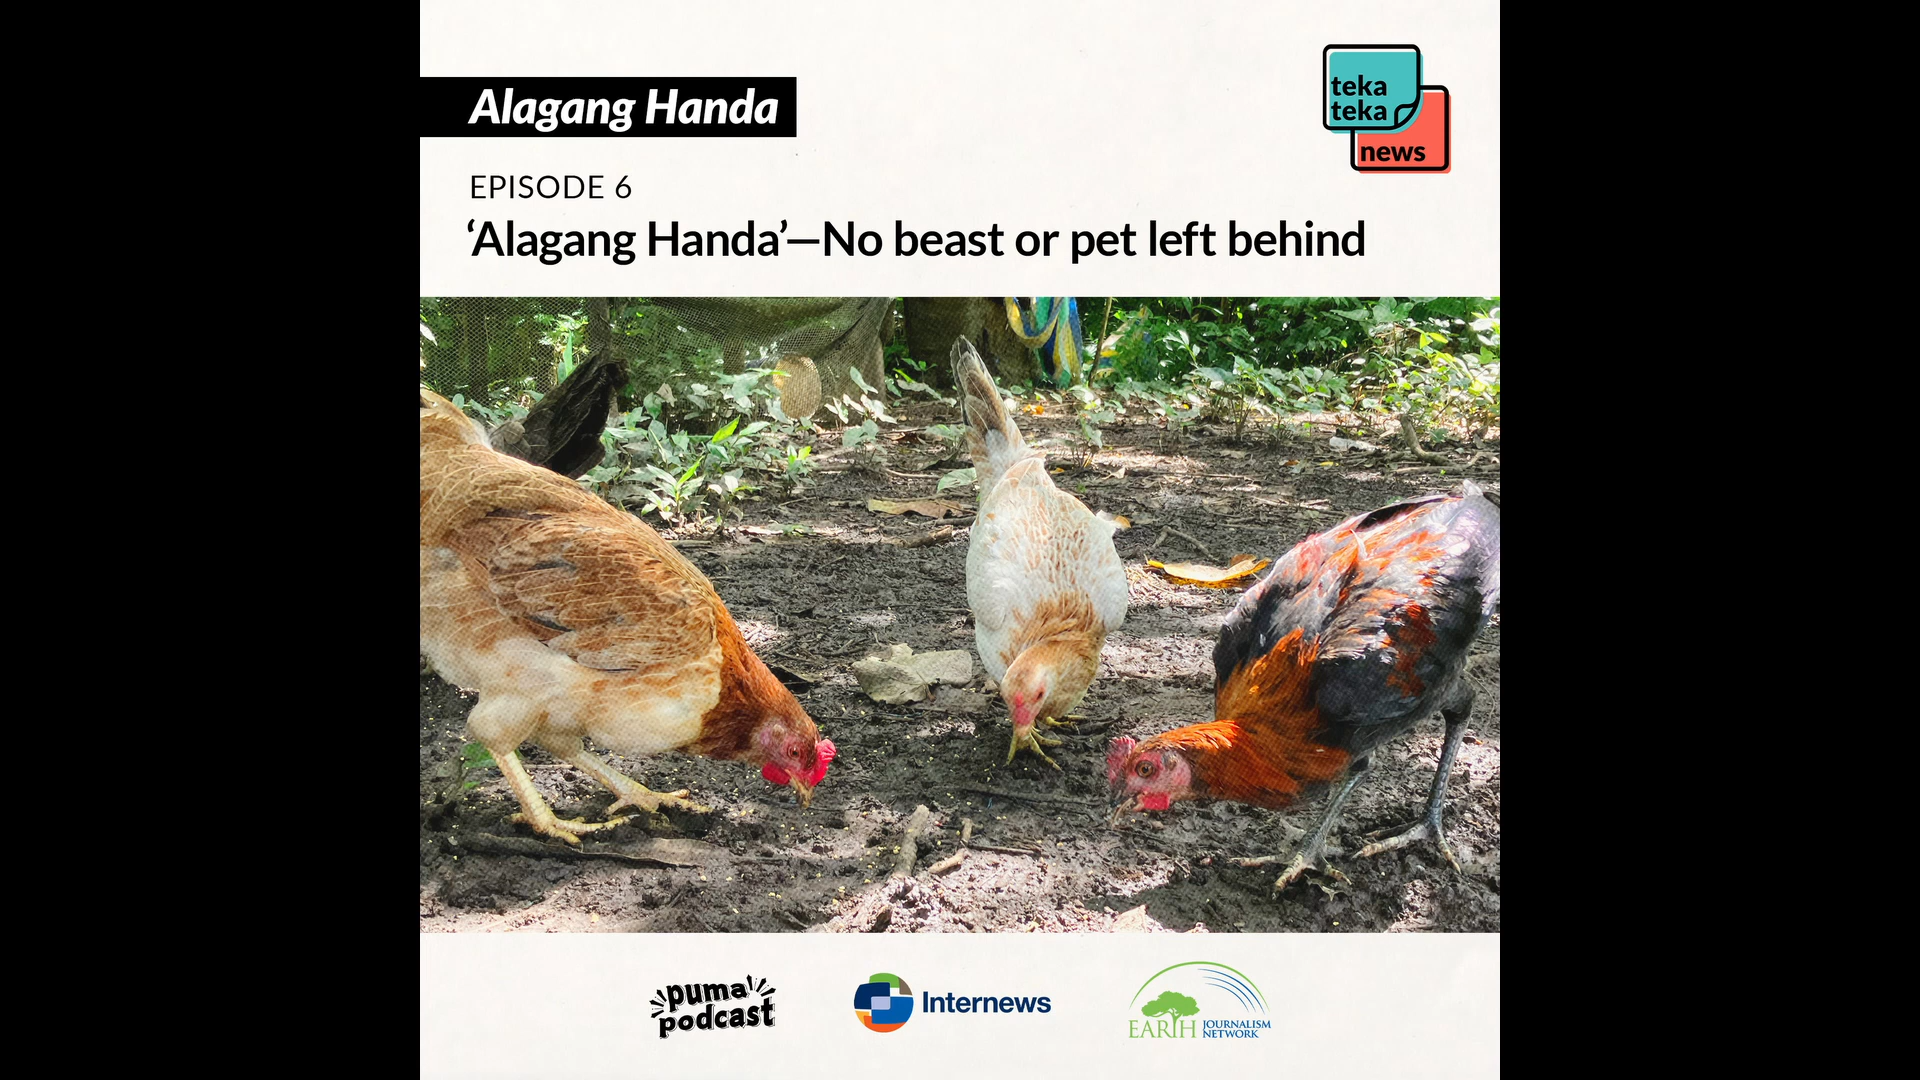 Alagang Handa
teka
teka
news
EPISODE 6
‘Alagang Handa’—No beast or pet left behind
puma
podcast
Internews
EARTH JOURNALISM
NETWORK